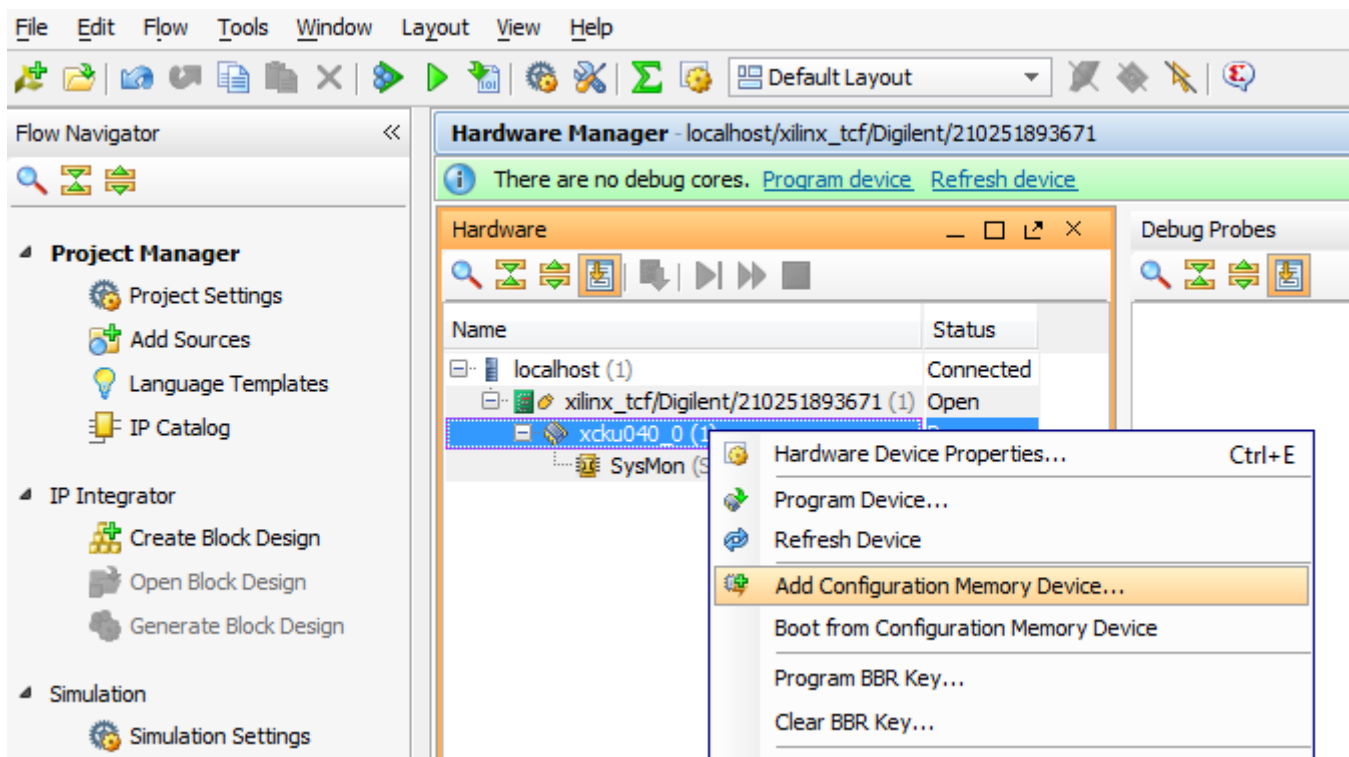 File Edit Flow Tools Window Layout View Help
Default Layout
Flow Navigator
Project Manager
Project Settings
Add Sources
Language Templates
IP Catalog
IP Integrator
Create Block Design
Open Block Design
Generate Block Design
Simulation
Simulation Settings
Hardware Manager - localhost/xilinx_tcf/Digilent/210251893671
There are no debug cores. Program device Refresh device
Hardware
Name Status
localhost (1) Connected
xilinx_tcf/Digilent/210251893671 (1) Open
xcku040_0
SysMon
Hardware Device Properties... Ctrl+E
Program Device...
Refresh Device
Add Configuration Memory Device...
Boot from Configuration Memory Device
Program BBR Key...
Clear BBR Key...
Debug Probes